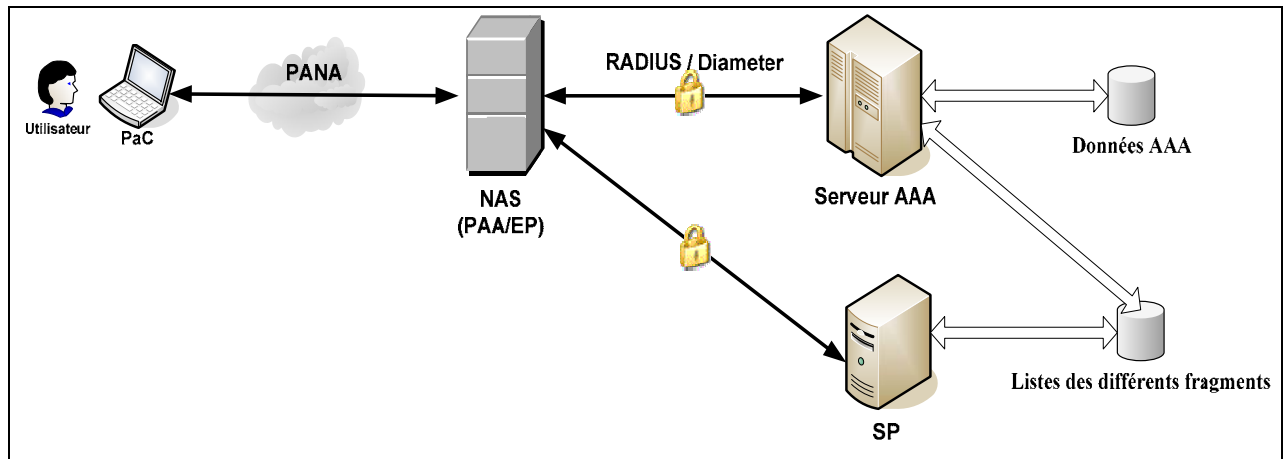 Utilisateur
PaC
PANA
NAS
(PAA/EP)
RADIUS / Diameter
Serveur AAA
Données AAA
SP
Listes des différents fragments